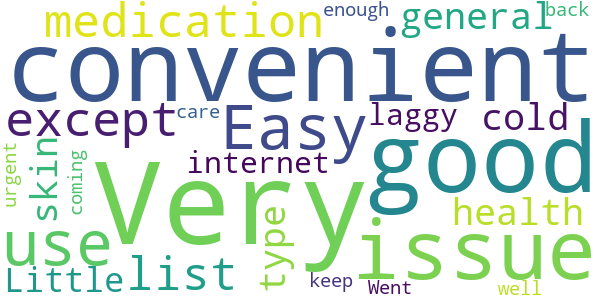 medication enough general back
convenient
except care Easy laggy cold
urgent skin coming Very internet type good health
use issue
Little list keep Went well